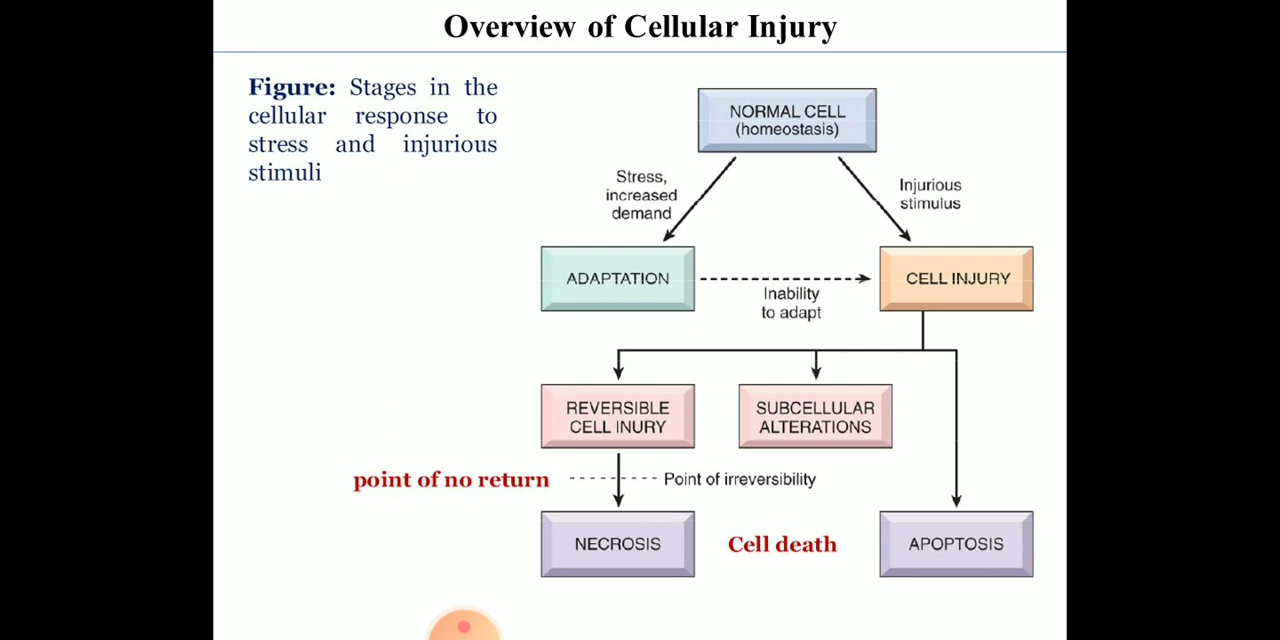 Overview of Cellular Injury
Figure: Stages in the
cellular response to
stress and injurious
stimuli
NORMAL CELL
(homeostasis)
Stress,
increased
demand
Injurious
stimulus
ADAPTATION
Inability
to adapt
CELL INJURY
REVERSIBLE
CELL INURY
SUBCELLULAR
ALTERATIONS
point of no return
Point of irreversibility
NECROSIS
Cell death
APOPTOSIS